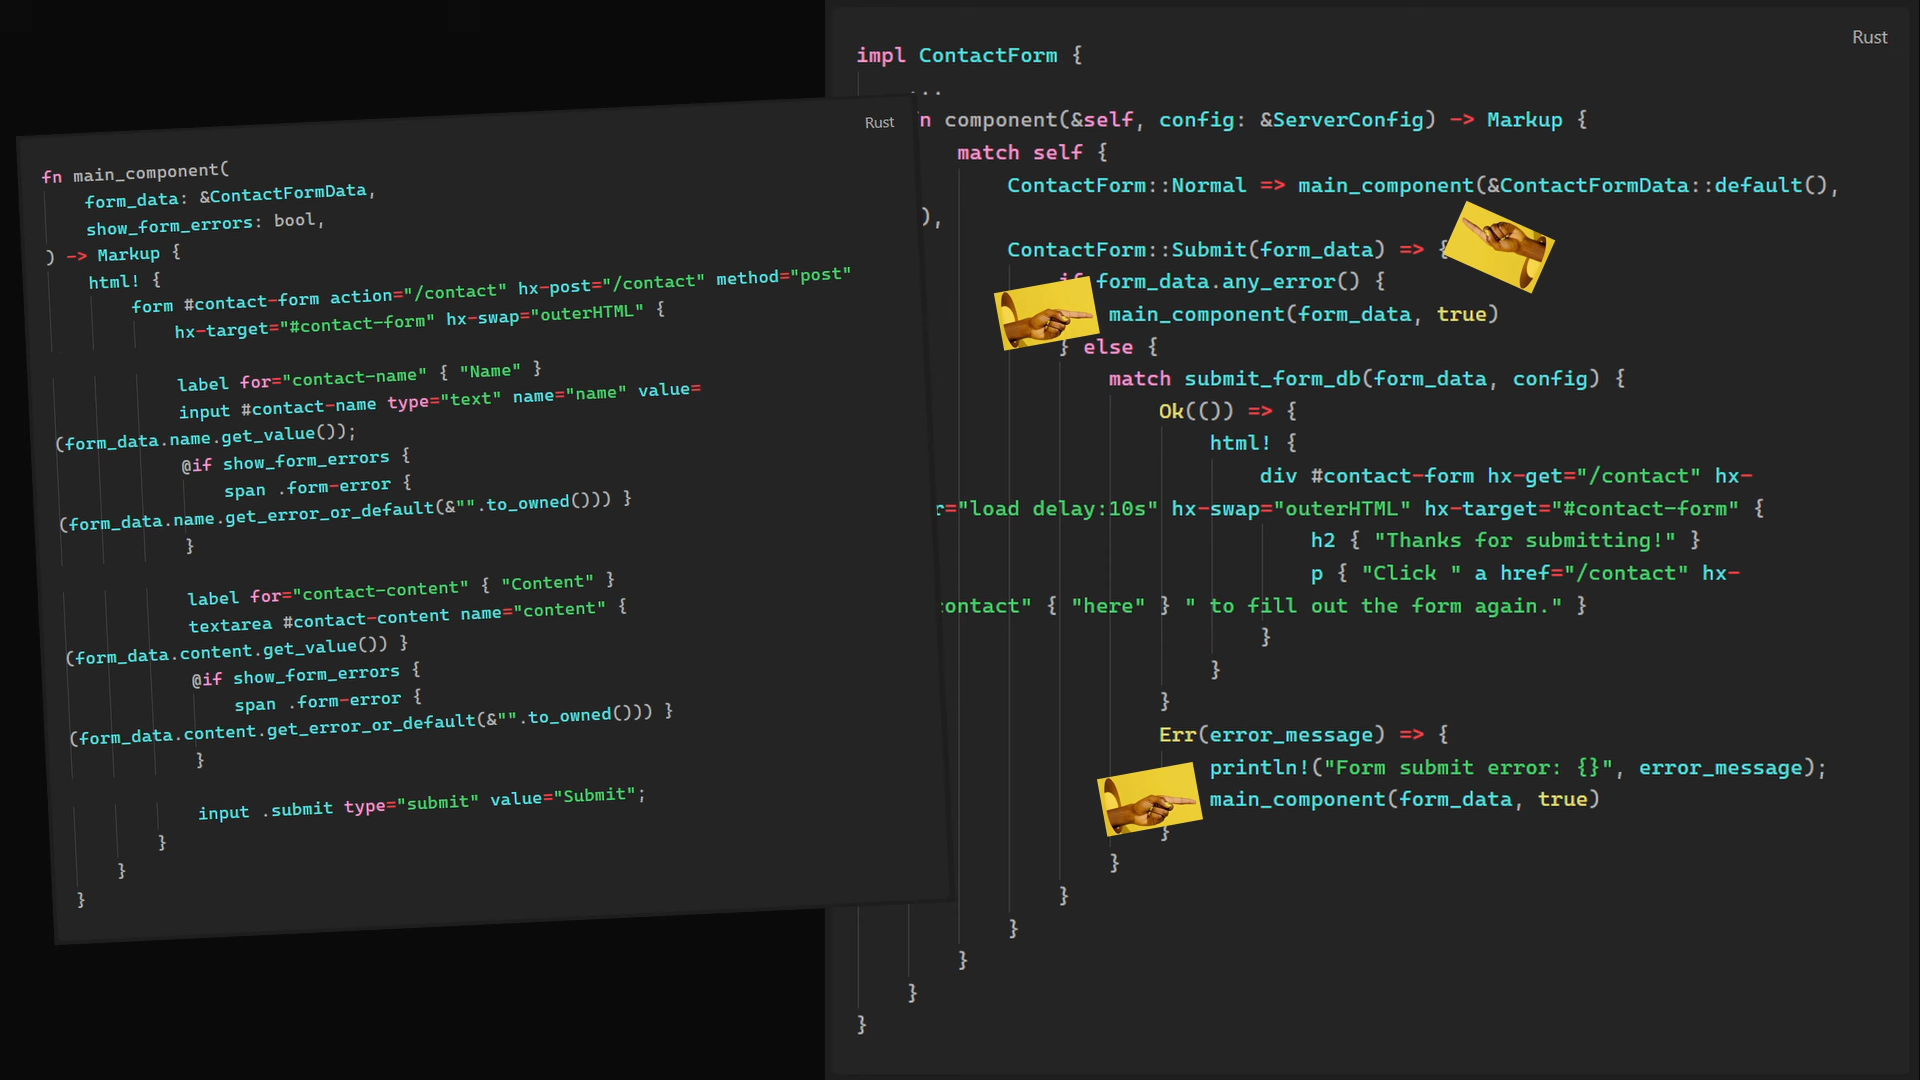 Rust
fn main_component(
form_data: &ContactFormData,
show_form_errors: bool,
) -> Markup {
html! {
form #contact-form action="/contact" hx-post="/contact" method="post"
hx-target="#contact-form" hx-swap="outerHTML" {
label for="contact-name" { "Name" }
input #contact-name type="text" name="name" value=
(form_data.name.get_value());
@if show_form_errors {
span .form-error {
(form_data.name.get_error_or_default(&"".to_owned())) }
}
label for="contact-content" { "Content" }
textarea #contact-content name="content" {
(form_data.content.get_value()) }
@if show_form_errors {
span .form-error {
(form_data.content.get_error_or_default(&"".to_owned())) }
}
input .submit type="submit" value="Submit";
}
}
}
Rust
impl ContactForm {
...
n component(&self, config: &ServerConfig) -> Markup {
match self {
ContactForm::Normal => main_component(&ContactFormData::default(),
),
ContactForm::Submit(form_data) => {
if form_data.any_error() {
main_component(form_data, true)
} else {
match submit_form_db(form_data, config) {
Ok(()) => {
html! {
div #contact-form hx-get="/contact" hx-
r="load delay:10s" hx-swap="outerHTML" hx-target="#contact-form" {
h2 { "Thanks for submitting!" }
p { "Click " a href="/contact" hx-
contact" { "here" } " to fill out the form again." }
}
}
}
Err(error_message) => {
println!("Form submit error: {}", error_message);
main_component(form_data, true)
}
}
}
}
}
}
}